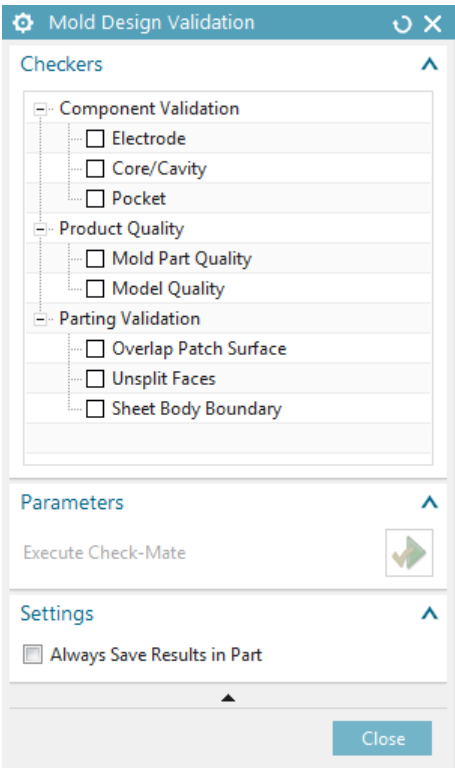 Mold Design Validation
Checkers
Component Validation
Electrode
Core/Cavity
Pocket
Product Quality
Mold Part Quality
Model Quality
Parting Validation
Overlap Patch Surface
Unsplit Faces
Sheet Body Boundary
Parameters
Execute Check-Mate
Settings
Always Save Results in Part
Close